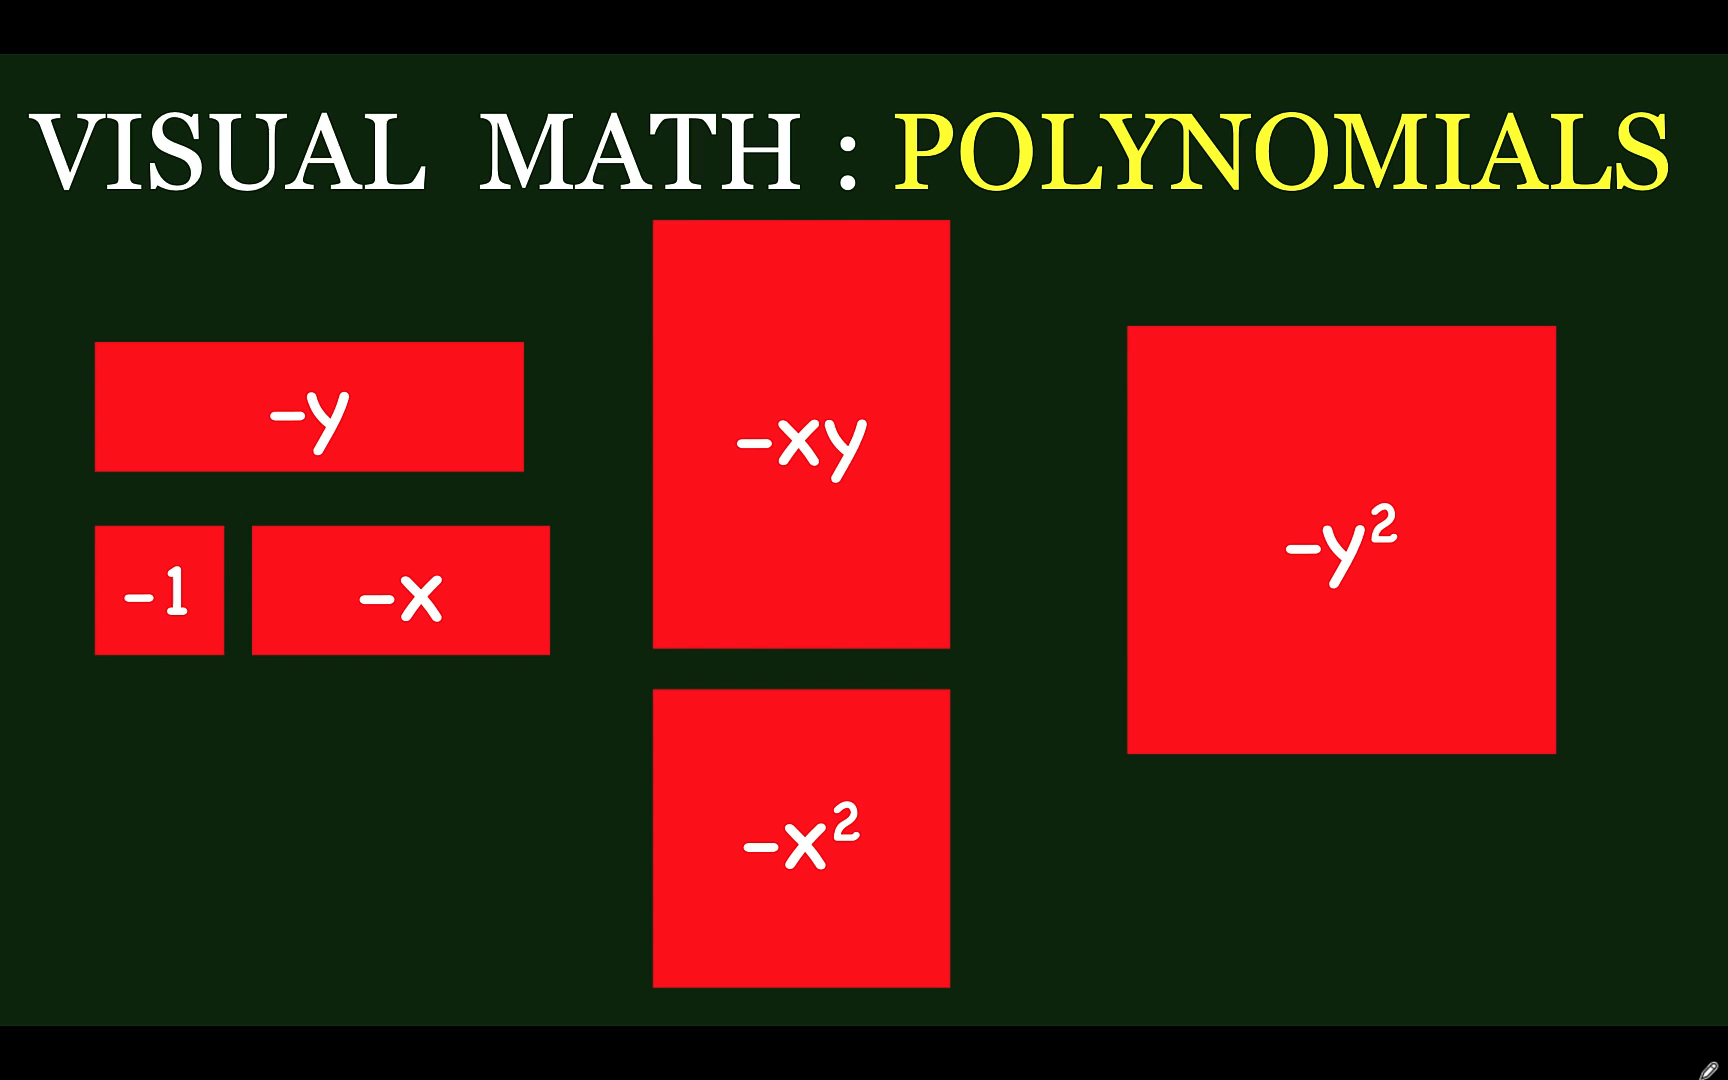 VISUAL MATH : POLYNOMIALS
-y
-1
-x
-xy
-x²
-y²